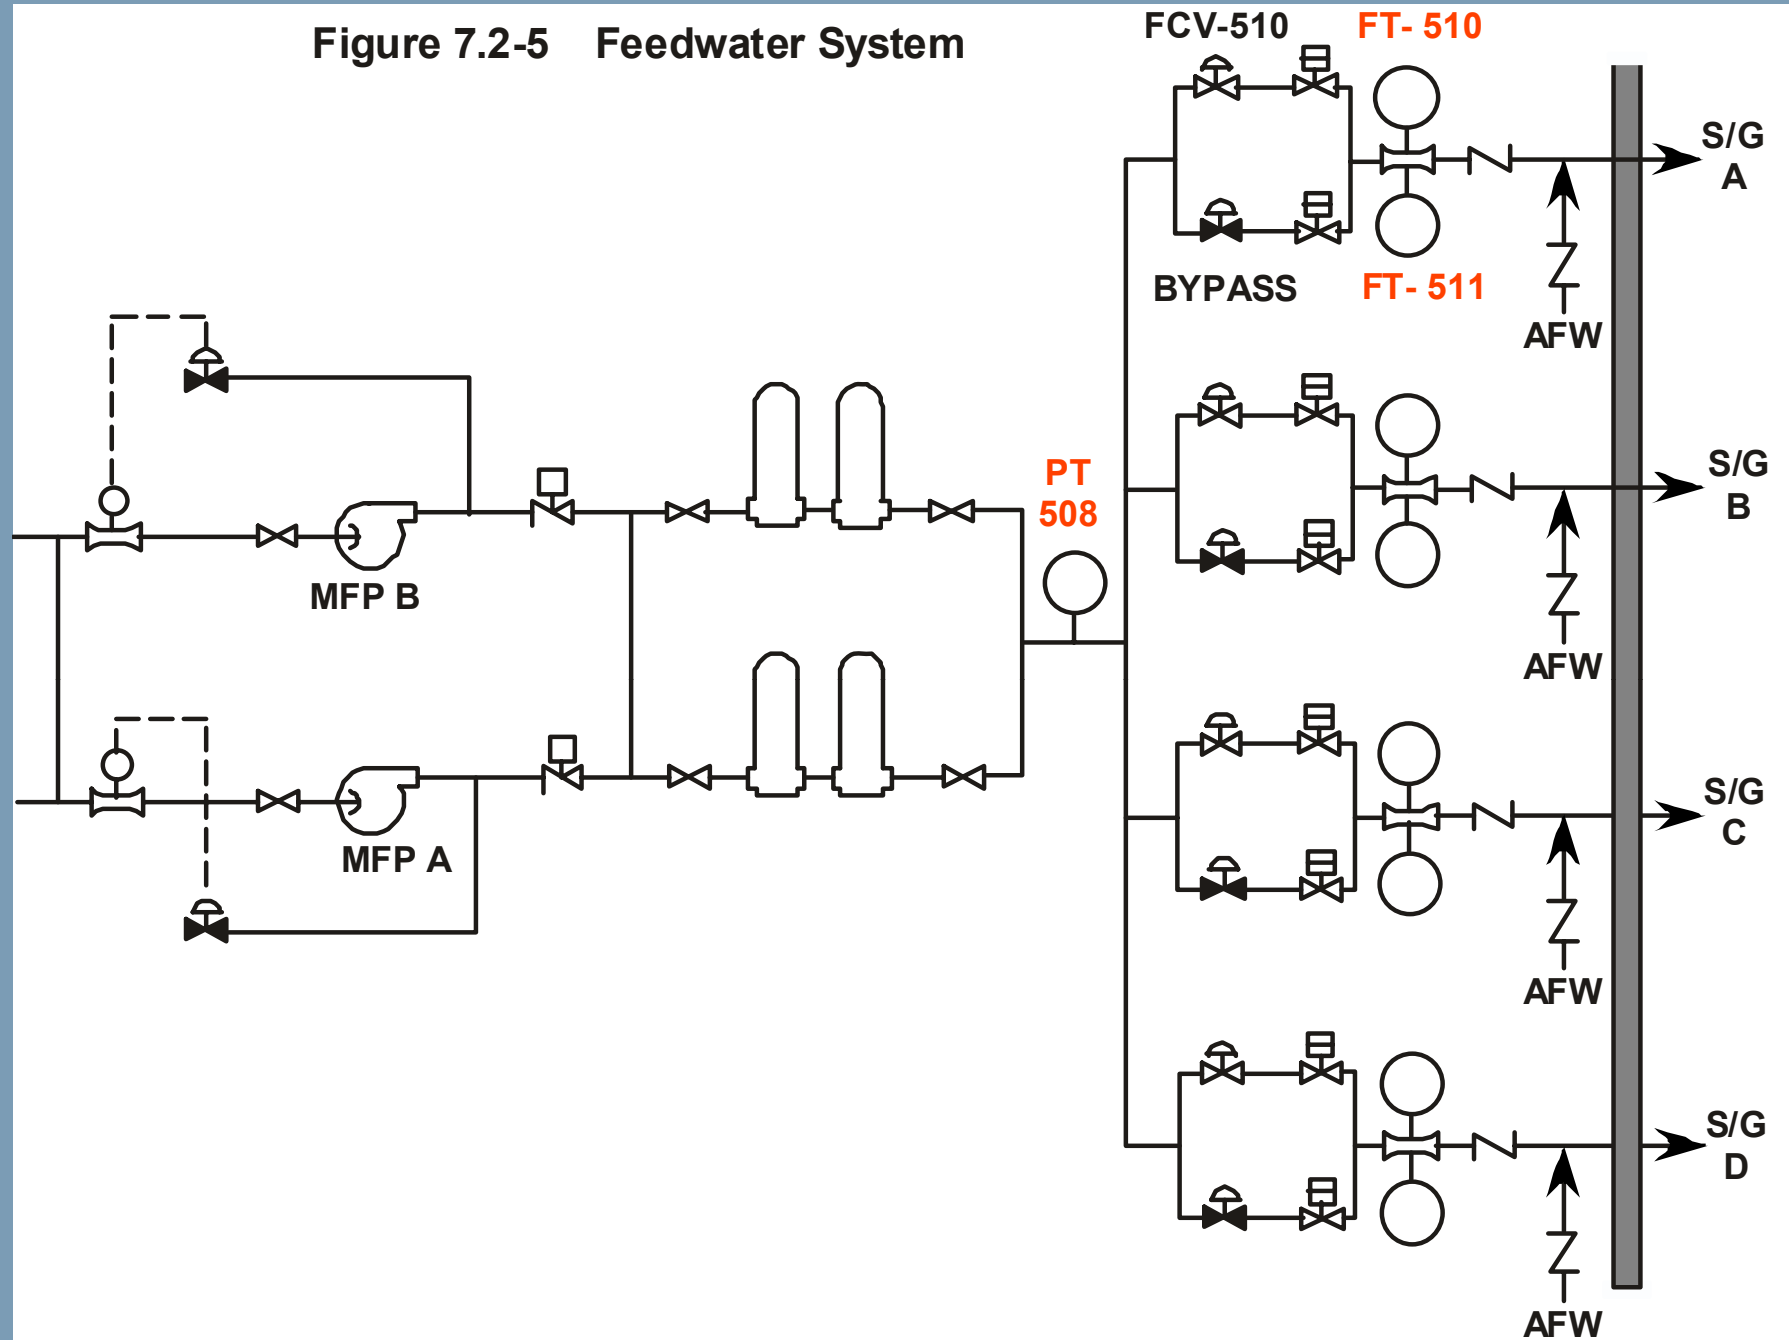 Figure 7.2-5 Feedwater System
FCV-510
FT- 510
S/G
A
BYPASS
FT- 511
AFW
S/G
B
PT
508
MFP B
AFW
S/G
C
MFP A
AFW
S/G
D
AFW